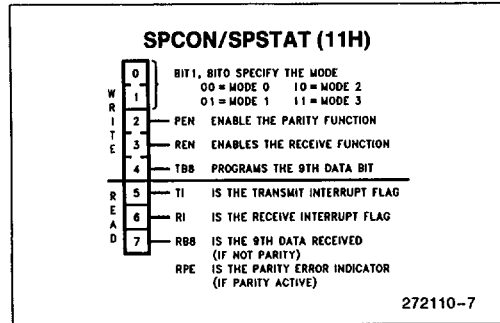 SPCON/SPSTAT (11H)
WRITE
0 BIT1, BIT0 SPECIFY THE MODE
00 = MODE 0 10 = MODE 2
1 01 = MODE 1 11 = MODE 3
2 PEN ENABLE THE PARITY FUNCTION
3 REN ENABLES THE RECEIVE FUNCTION
4 TB8 PROGRAMS THE 9TH DATA BIT
READ
5 TI IS THE TRANSMIT INTERRUPT FLAG
6 RI IS THE RECEIVE INTERRUPT FLAG
7 RB8 IS THE 9TH DATA RECEIVED
(IF NOT PARITY)
RPE IS THE PARITY ERROR INDICATOR
(IF PARITY ACTIVE)
272110-7